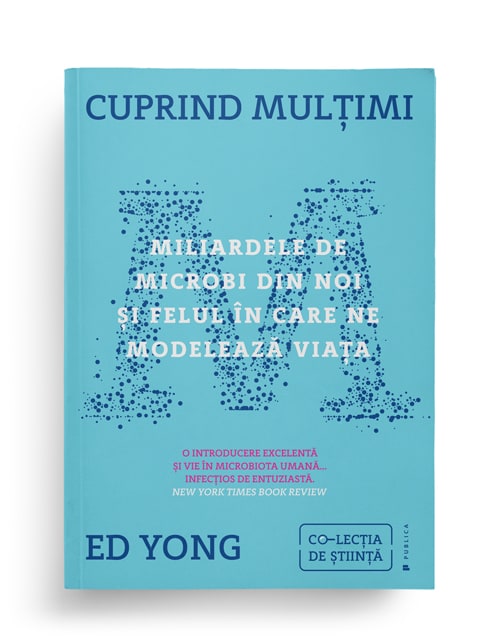 CUPRIND MULȚIMI
MILIARDELE DE
MICROBI DIN NOI
ȘI FELUL ÎN CARE NE
MODELEAZĂ VIAȚA
O INTRODUCERE EXCELENTĂ
ȘI VIE ÎN MICROBIOTA UMANĂ...
INFECȚIOS DE ENTUZIASTĂ.
NEW YORK TIMES BOOK REVIEW
ED YONG
CO–LECȚIA
DE ȘTIINȚĂ
PUBLICA